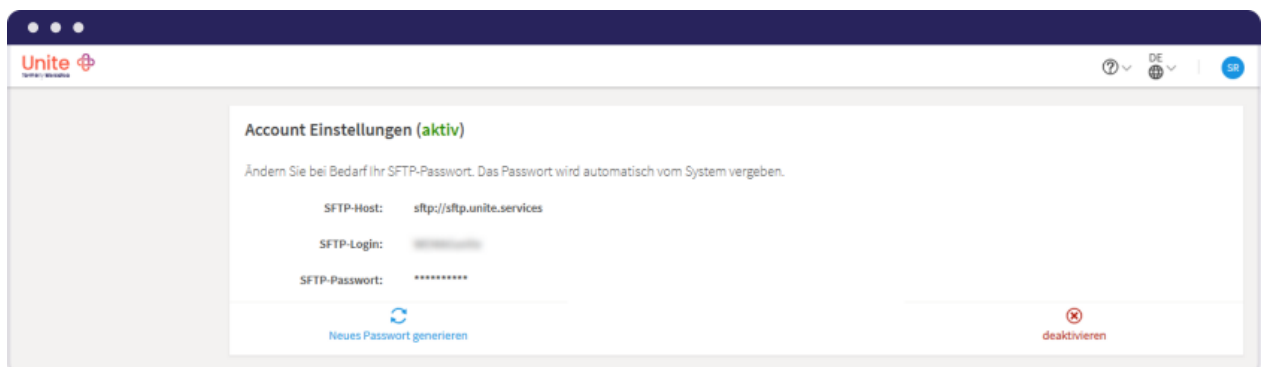 Unite
DE
SR
Account Einstellungen (aktiv)
Ändern Sie bei Bedarf Ihr SFTP-Passwort. Das Passwort wird automatisch vom System vergeben.
SFTP-Host: sftp://sftp.unite.services
SFTP-Login:
SFTP-Passwort: **********
Neues Passwort generieren
deaktivieren